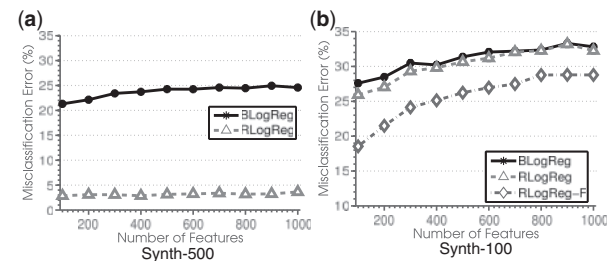 (a)
Misclassification Error (%)
35
30
25
20
15
10
5
0
200
400
600
800
1000
BLogReg
RLogReg
Number of Features
Synth-500
(b)
Misclassification Error (%)
35
30
25
20
15
10
200
400
600
800
1000
BLogReg
RLogReg
RLogReg-F
Number of Features
Synth-100